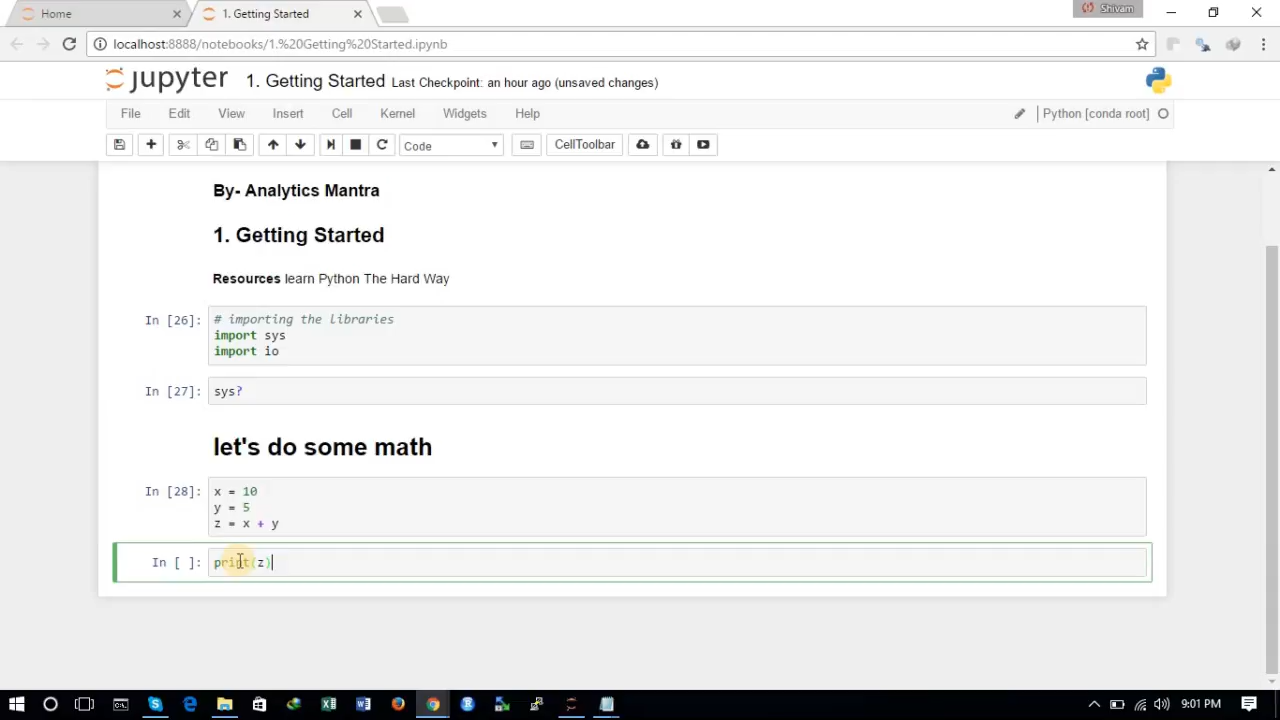 Home
1. Getting Started
Shivam
localhost:8888/notebooks/1.%20Getting%20Started.ipynb
jupyter 1. Getting Started Last Checkpoint: an hour ago (unsaved changes)
File Edit View Insert Cell Kernel Widgets Help Python [conda root]
Code CellToolbar
By- Analytics Mantra
1. Getting Started
Resources learn Python The Hard Way
In [26]: # importing the libraries
import sys
import io
In [27]: sys?
let's do some math
In [28]: x = 10
y = 5
z = x + y
In [ ]: print(z)
9:01 PM